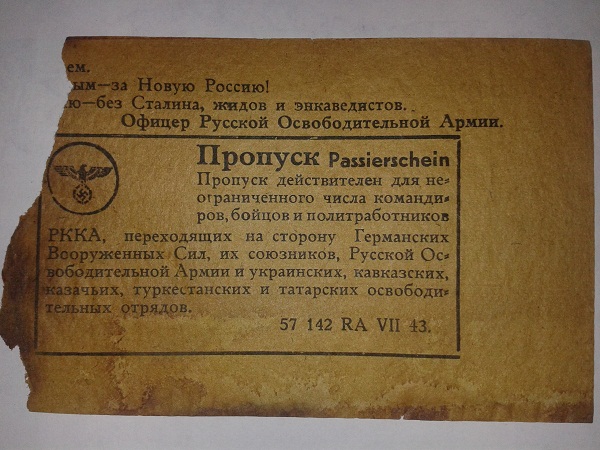 ем.
ым—за Новую Россию!
ю—без Сталина, жидов и энкаведистов.
Офицер Русской Освободительной Армии.
Пропуск Passierschein
Пропуск действителен для не-
ограниченного числа команди-
ров, бойцов и политработников
РККА, переходящих на сторону Германских
Вооруженных Сил, их союзников, Русской Ос-
вободительной Армии и украинских, кавказских,
казачьих, туркестанских и татарских освободи-
тельных отрядов.
57 142 RA VII 43.